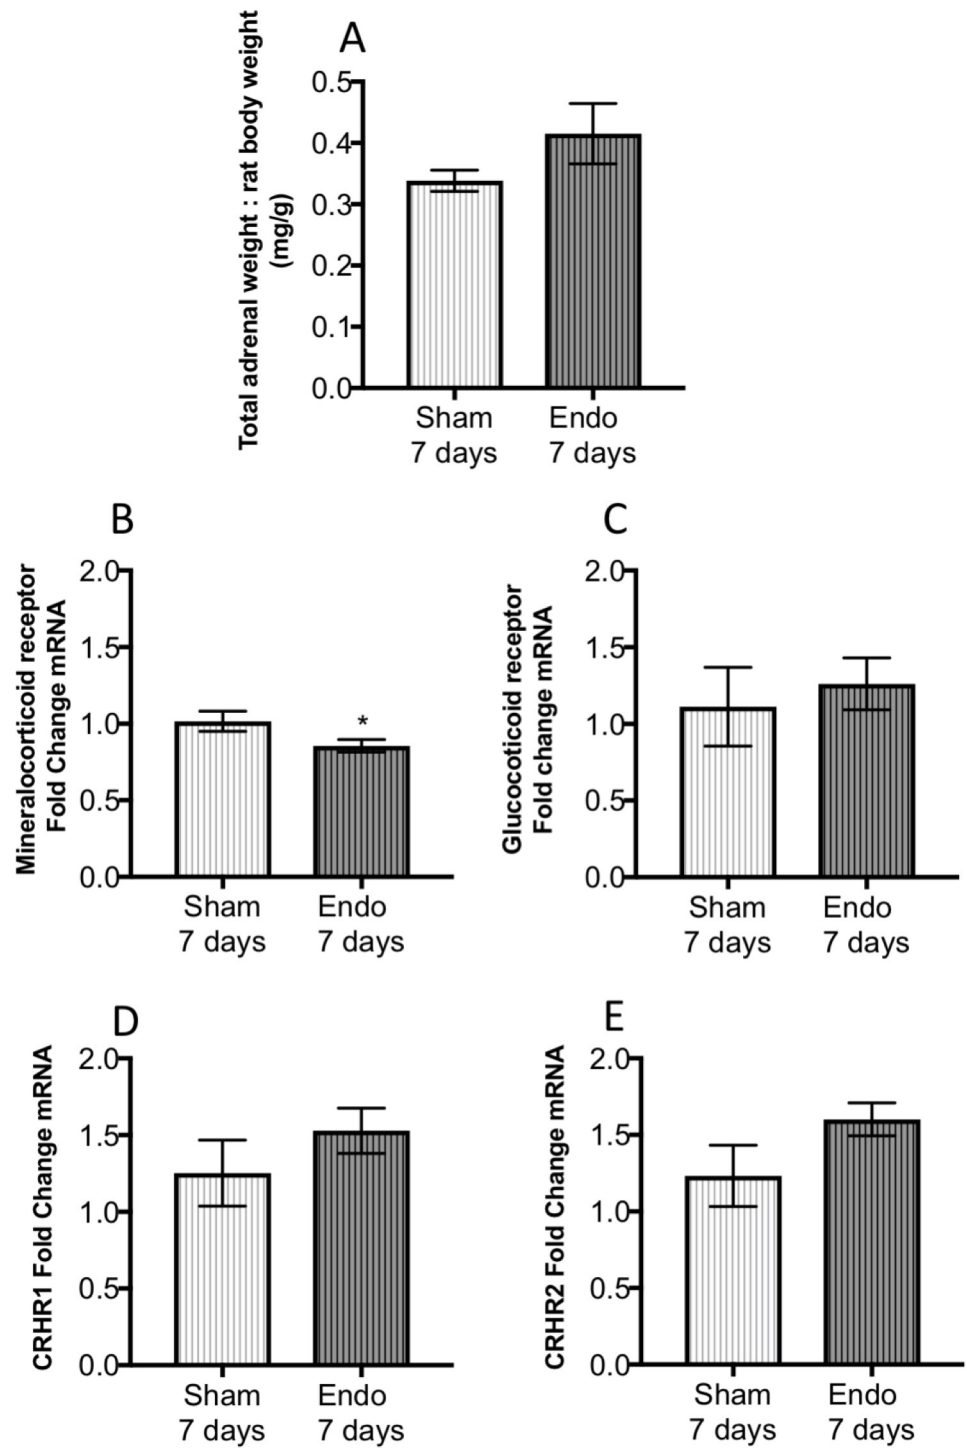 A
Total adrenal weight : rat body weight
(mg/g)
0.5
0.4
0.3
0.2
0.1
0.0
Sham Endo
7 days 7 days
B
Mineralocorticoid receptor
Fold Change mRNA
2.0
1.5
1.0
0.5
0.0
*
Sham Endo
7 days 7 days
C
Glucocoticoid receptor
Fold change mRNA
2.0
1.5
1.0
0.5
0.0
Sham Endo
7 days 7 days
D
CRHR1 Fold Change mRNA
2.0
1.5
1.0
0.5
0.0
Sham Endo
7 days 7 days
E
CRHR2 Fold Change mRNA
2.0
1.5
1.0
0.5
0.0
Sham Endo
7 days 7 days